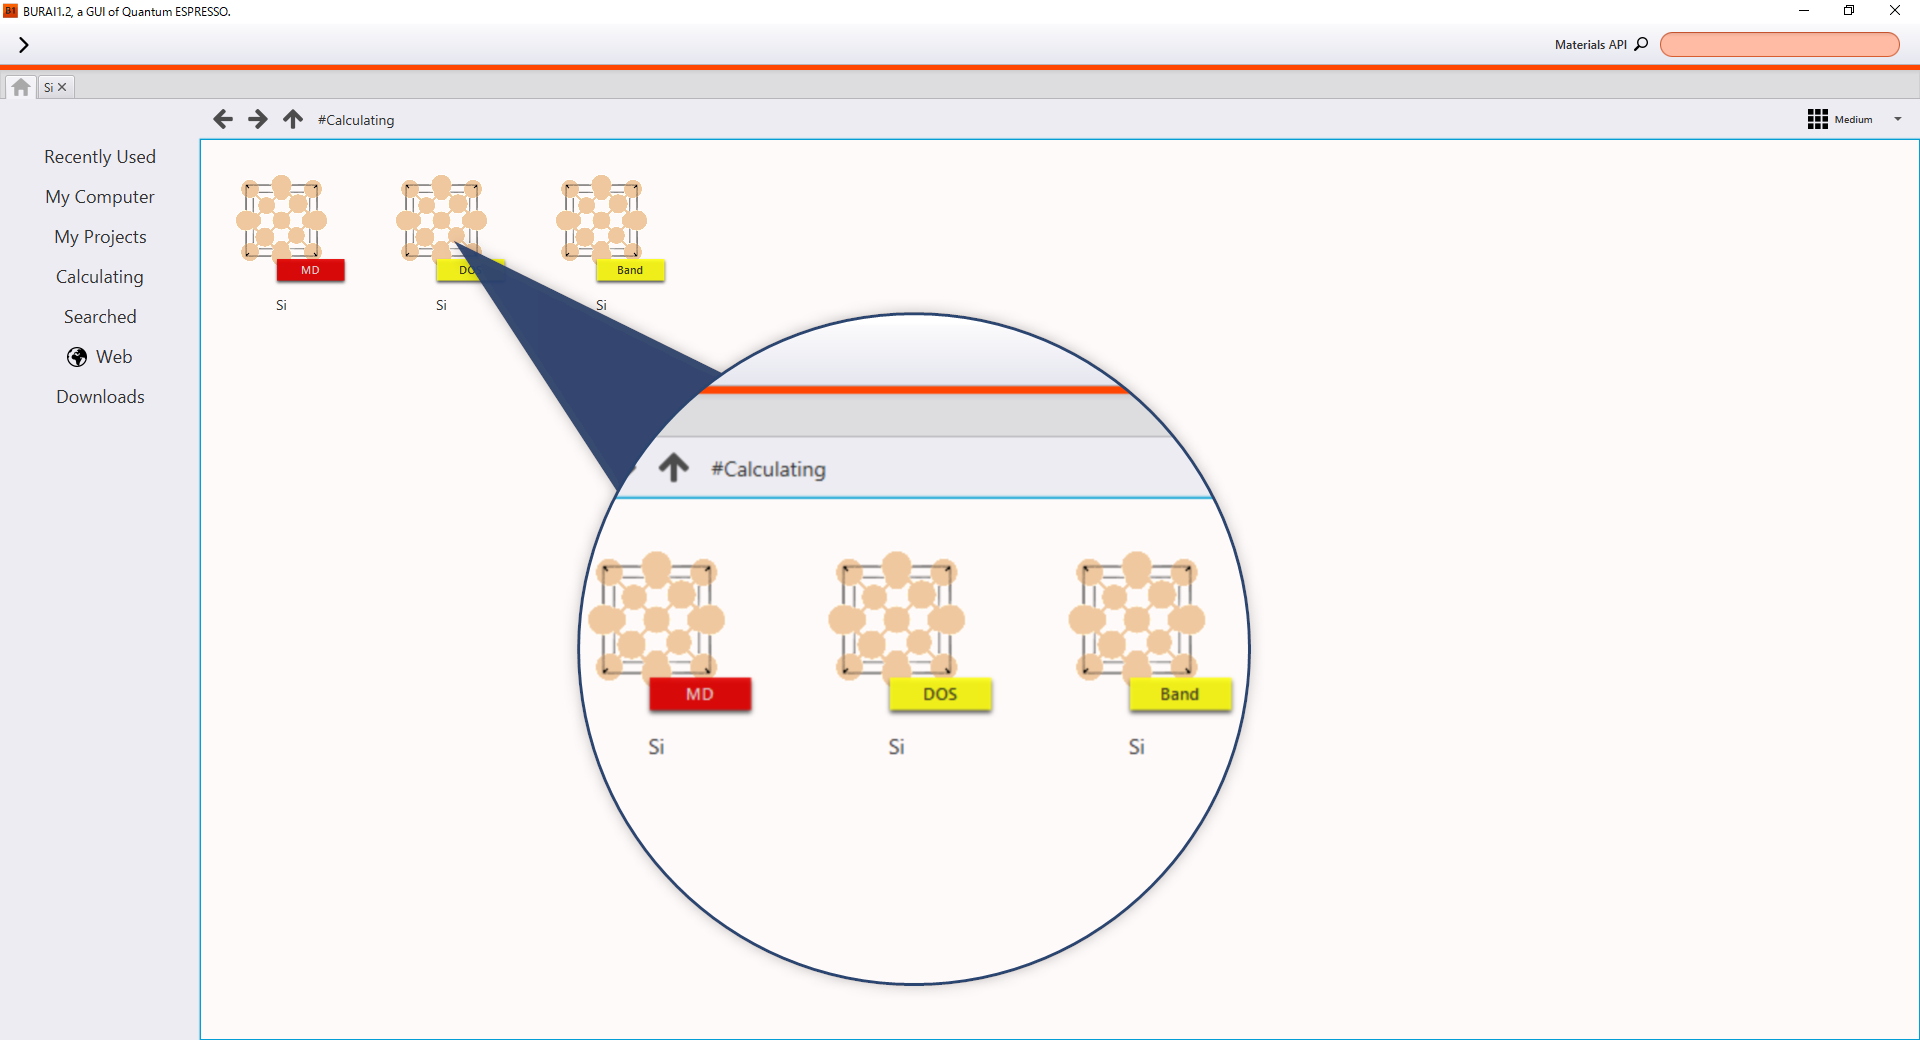 BURAI1.2, a GUI of Quantum ESPRESSO.
Materials API
Si
#Calculating
Medium
Recently Used
My Computer
My Projects
Calculating
Searched
Web
Downloads
MD
Band
Si
Si
Si
#Calculating
MD
DOS
Band
Si
Si
Si